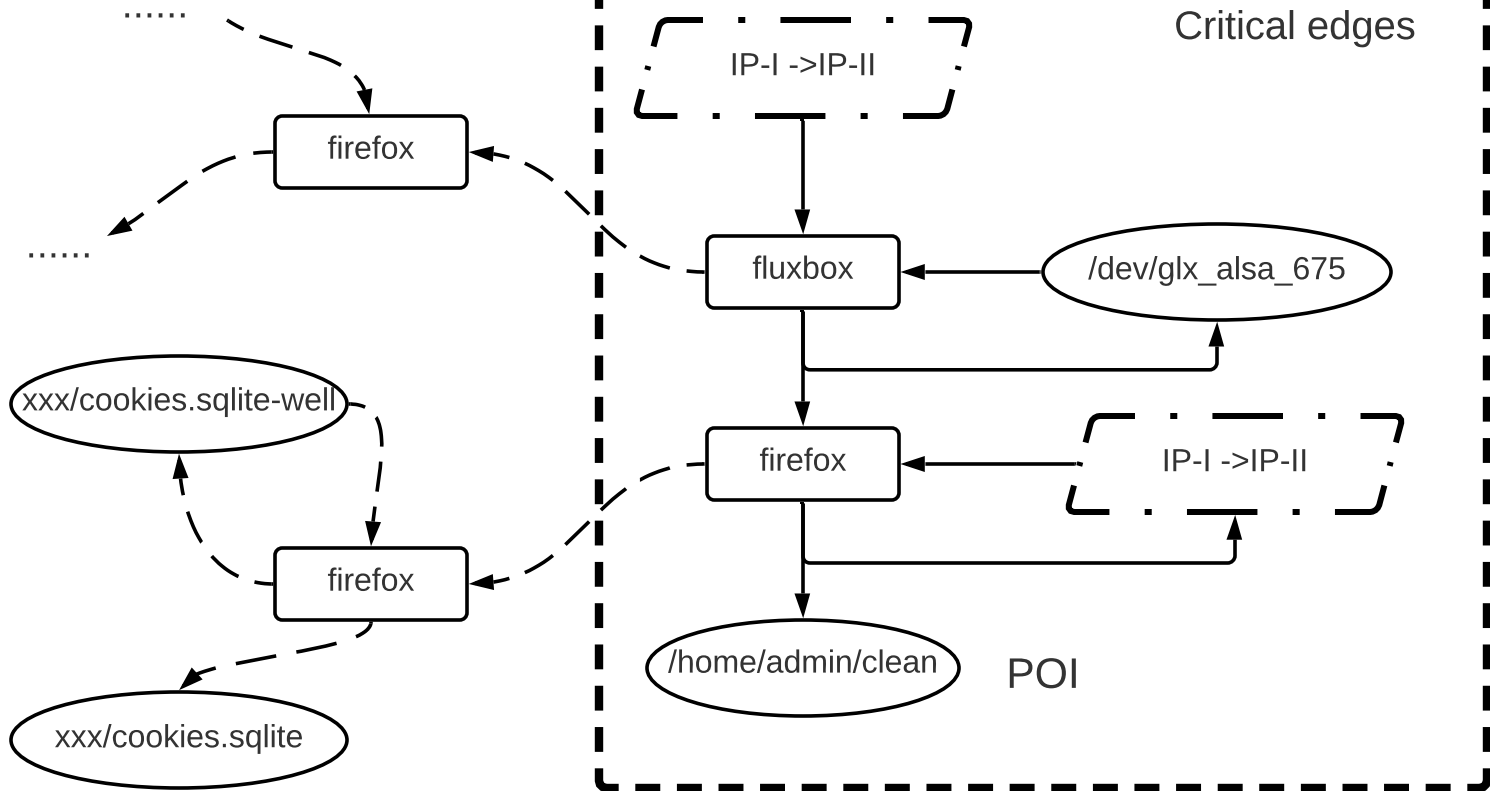 ......
Critical edges
IP-I ->IP-II
firefox
......
fluxbox
/dev/glx_alsa_675
xxx/cookies.sqlite-well
firefox
IP-I ->IP-II
firefox
/home/admin/clean
POI
xxx/cookies.sqlite